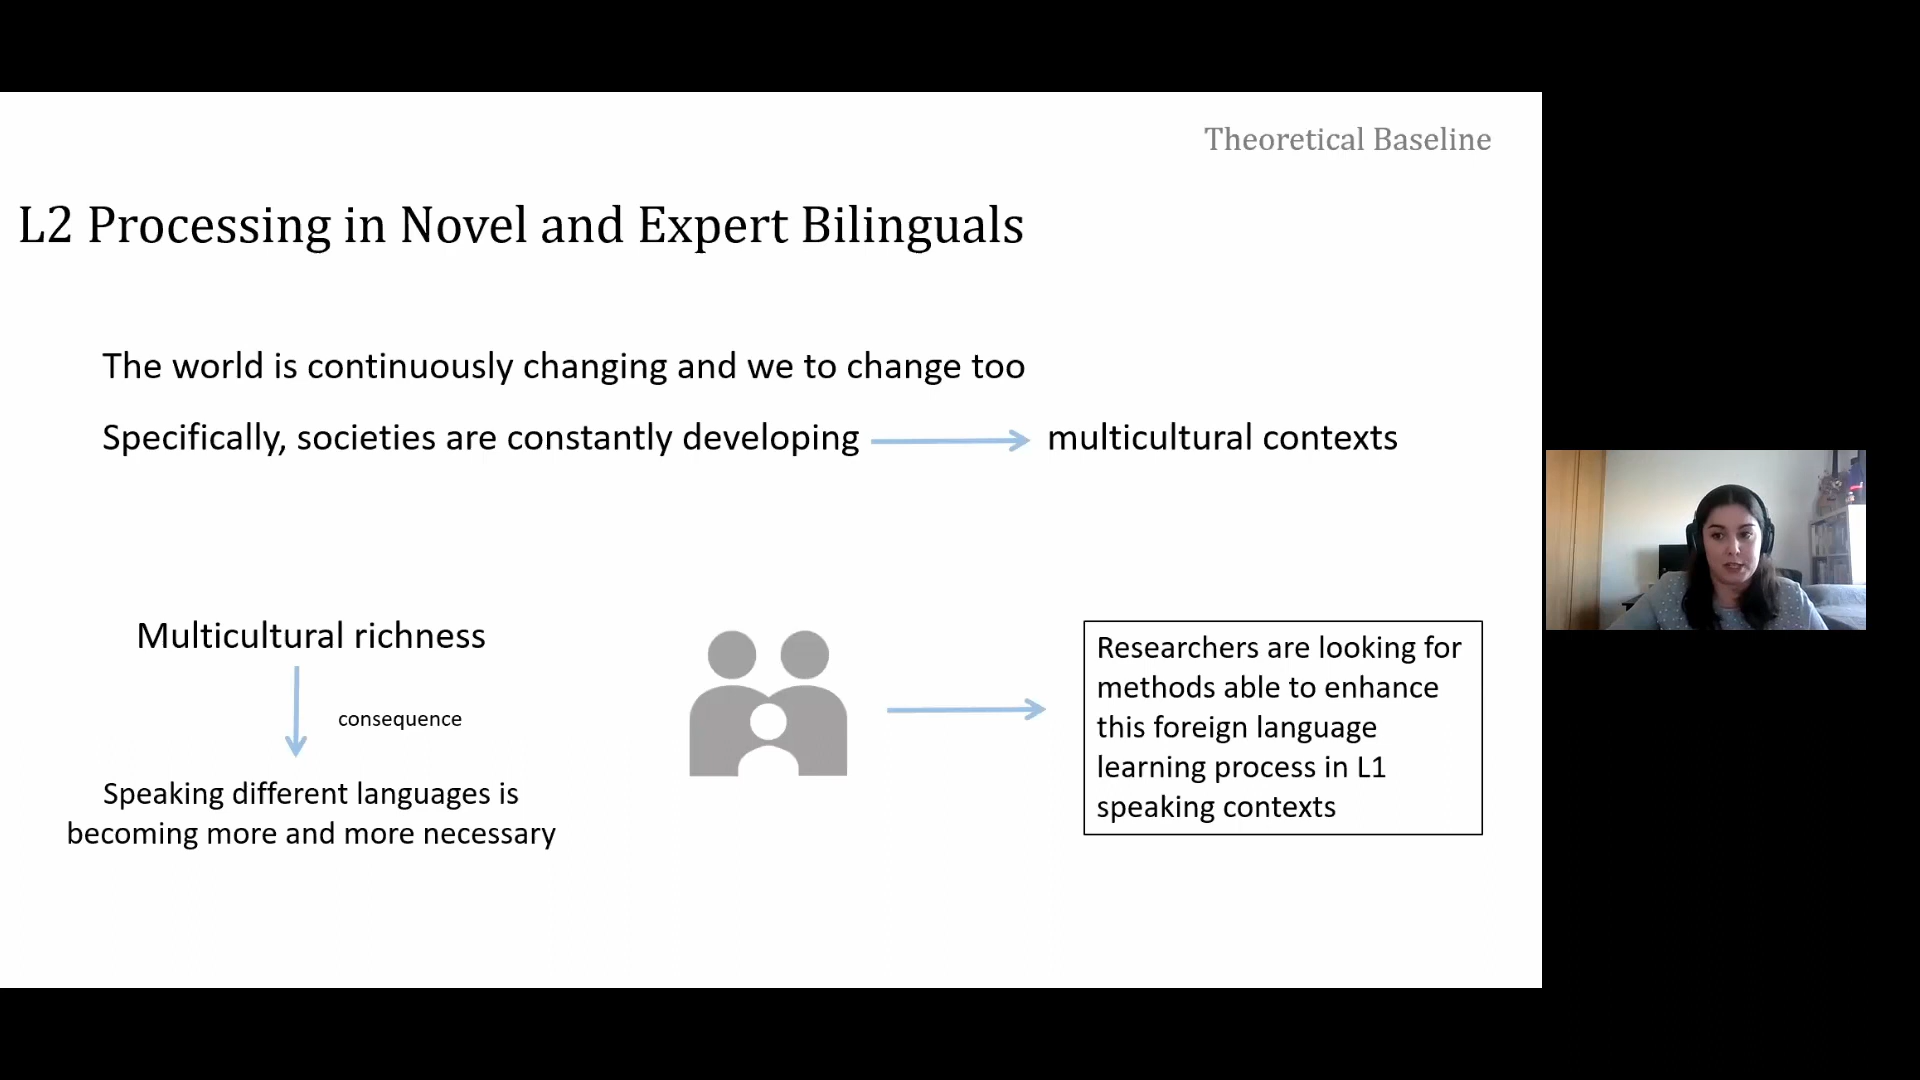 Theoretical Baseline
L2 Processing in Novel and Expert Bilinguals
The world is continuously changing and we to change too
Specifically, societies are constantly developing
multicultural contexts
Multicultural richness
consequence
Speaking different languages is
becoming more and more necessary
Researchers are looking for
methods able to enhance
this foreign language
learning process in L1
speaking contexts